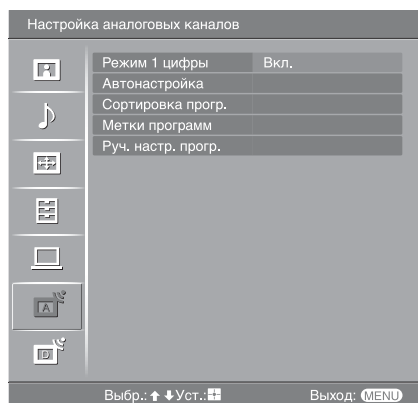 Настройка аналоговых каналов
Режим 1 цифры Вкл.
Автонастройка
Сортировка прогр.
Метки программ
Руч. настр. прогр.
A
D
Выбр.: ↑ ↓ Уст.: Выход: MENU